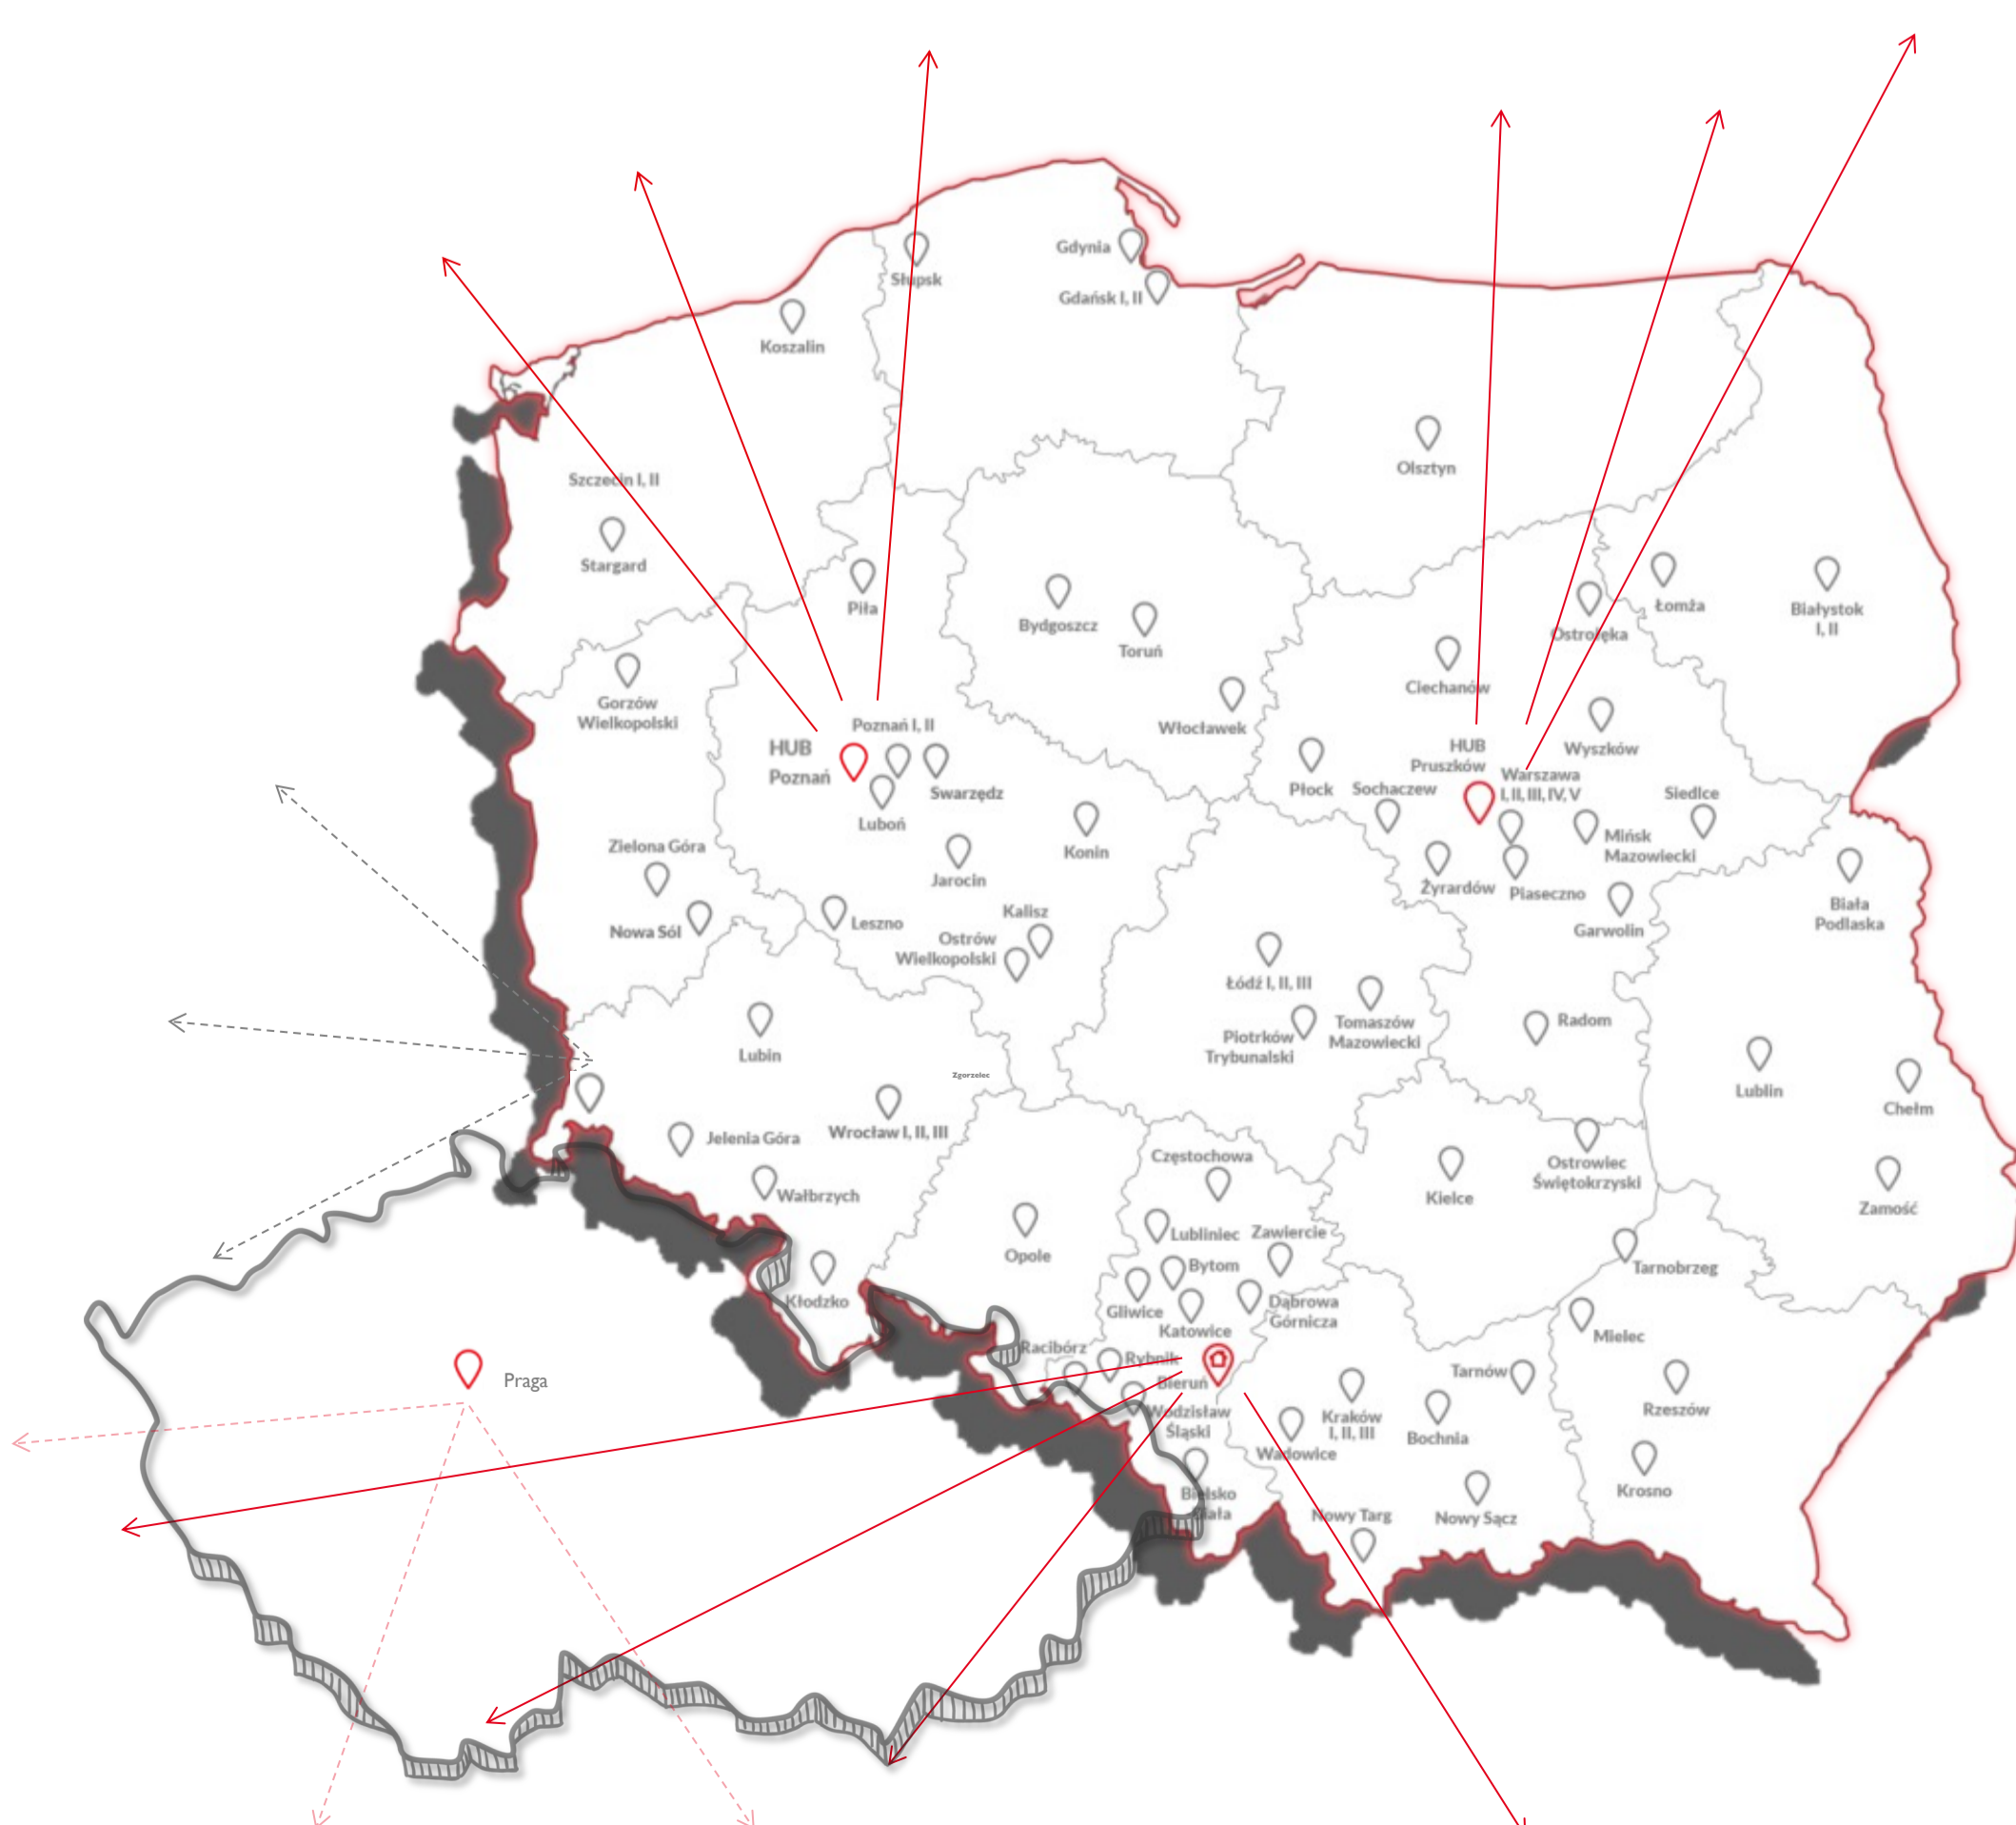 Gdynia
Słupsk
Gdańsk I, II
Koszalin
Olsztyn
Szczecin I, II
Stargard
Piła
Bydgoszcz
Toruń
Łomża
Białystok
I, II
Ostrołęka
Ciechanów
Gorzów
Wielkopolski
Włocławek
Poznań I, II
HUB
Poznań
Swarzędz
Luboń
Wyszków
HUB
Pruszków
Płock
Sochaczew
Warszawa
I, II, III, IV, V
Siedlce
Mińsk
Mazowiecki
Zielona Góra
Konin
Jarocin
Żyrardów
Piaseczno
Garwolin
Biała
Podlaska
Nowa Sól
Leszno
Kalisz
Ostrów
Wielkopolski
Łódź I, II, III
Piotrków
Trybunalski
Tomaszów
Mazowiecki
Radom
Lubin
Zgorzelec
Lublin
Chełm
Jelenia Góra
Wrocław I, II, III
Częstochowa
Kielce
Ostrowiec
Świętokrzyski
Wałbrzych
Zamość
Opole
Lubliniec
Zawiercie
Bytom
Tarnobrzeg
Kłodzko
Gliwice
Dąbrowa
Górnicza
Katowice
Mielec
Racibórz
Rybnik
Bieruń
Praga
Tarnów
Wodzisław
Śląski
Kraków
I, II, III
Bochnia
Rzeszów
Wadowice
Krosno
Bielsko
Biała
Nowy Targ
Nowy Sącz